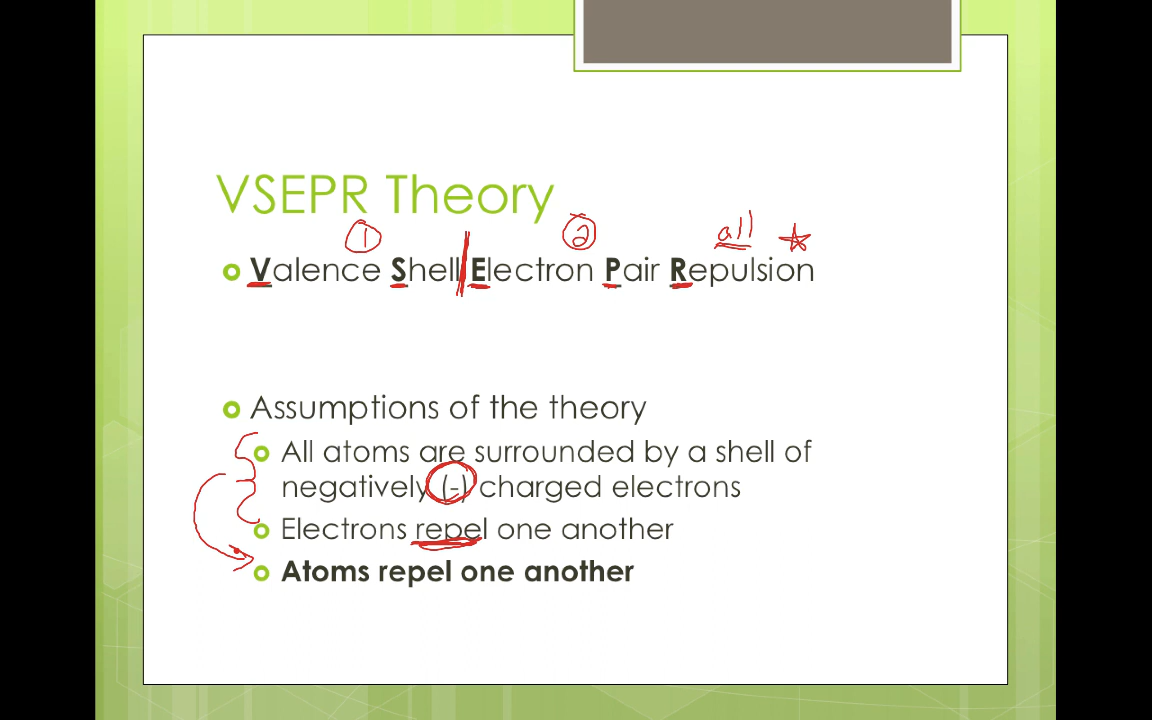 VSEPR Theory
1 2 all
Valence Shell Electron Pair Repulsion
Assumptions of the theory
All atoms are surrounded by a shell of
negatively (-) charged electrons
Electrons repel one another
Atoms repel one another